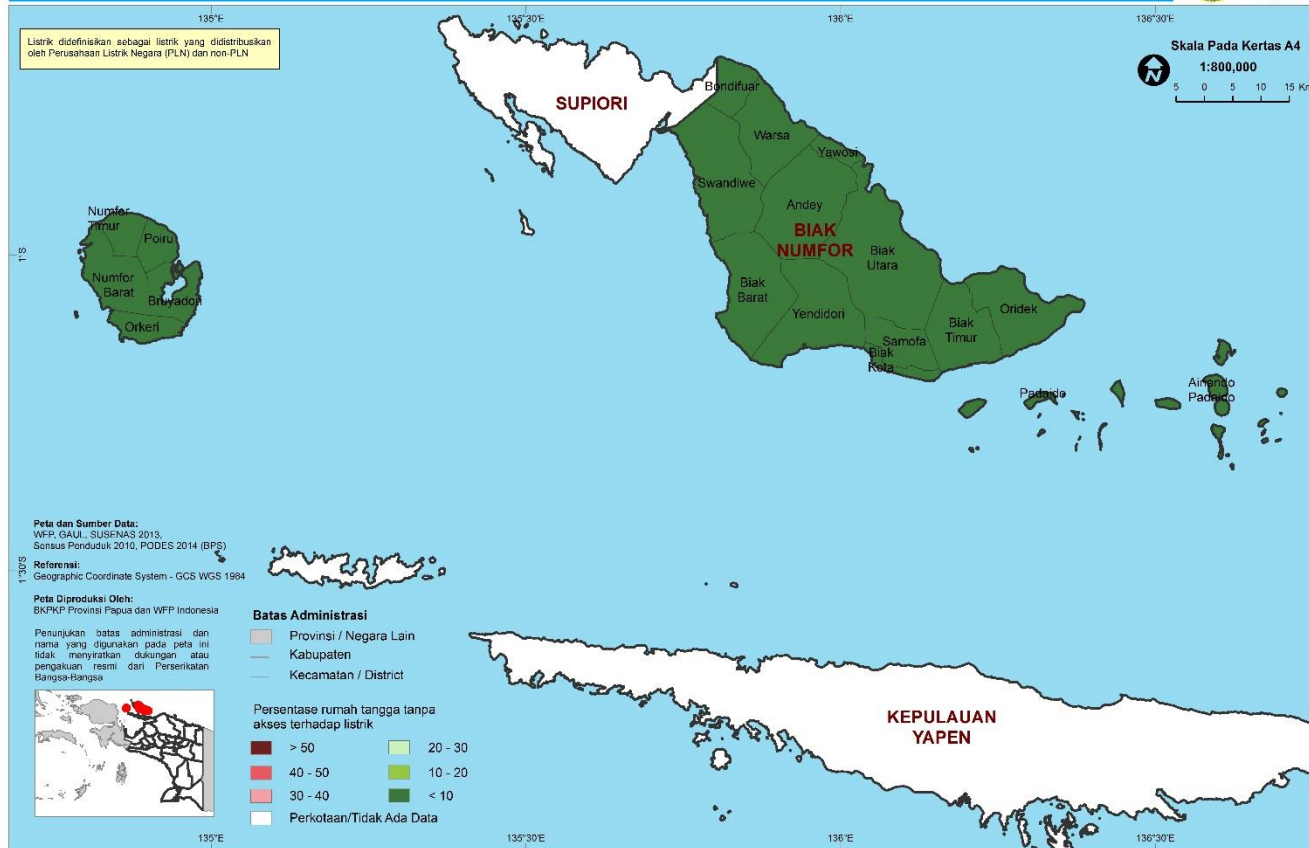 135°E
135°30'E
136°E
136°30'E
Listrik didefinisikan sebagai listrik yang didistribusikan
oleh Perusahaan Listrik Negara (PLN) dan non-PLN
Skala Pada Kertas A4
1:800,000
N
5 0 5 10 15 Km
SUPIORI
Bondifuar
Warsa
Yawosi
Swandiwe
Andey
BIAK
NUMFOR
Biak
Utara
Biak
Barat
Yendidori
Samofa
Biak
Kota
Biak
Timur
Oridek
Numfor
Timur
Poiru
Numfor
Barat
Bruyadori
Orkeri
Padaido
Aimando
Padaido
1°S
1°30'S
Peta dan Sumber Data:
WFP, GAUL, SUSENAS 2013,
Sensus Penduduk 2010, PODES 2014 (BPS)
Referensi:
Geographic Coordinate System - GCS WGS 1984
Peta Diproduksi Oleh:
BKPKP Provinsi Papua dan WFP Indonesia
Penunjukan batas administrasi dan
nama yang digunakan pada peta ini
tidak menyiratkan dukungan atau
pengakuan resmi dari Perserikatan
Bangsa-Bangsa
Batas Administrasi
Provinsi / Negara Lain
Kabupaten
Kecamatan / District
Persentase rumah tangga tanpa
akses terhadap listrik
> 50
40 - 50
30 - 40
20 - 30
10 - 20
< 10
Perkotaan/Tidak Ada Data
KEPULAUAN
YAPEN
135°E
135°30'E
136°E
136°30'E